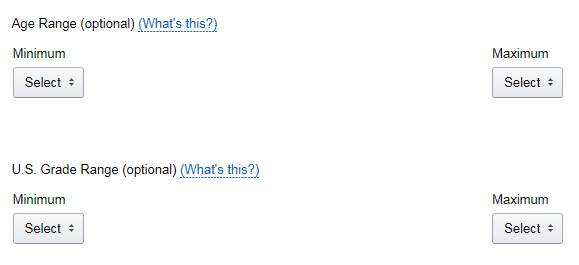 Age Range (optional) (What's this?)
Minimum Maximum
Select Select
U.S. Grade Range (optional) (What's this?)
Minimum Maximum
Select Select